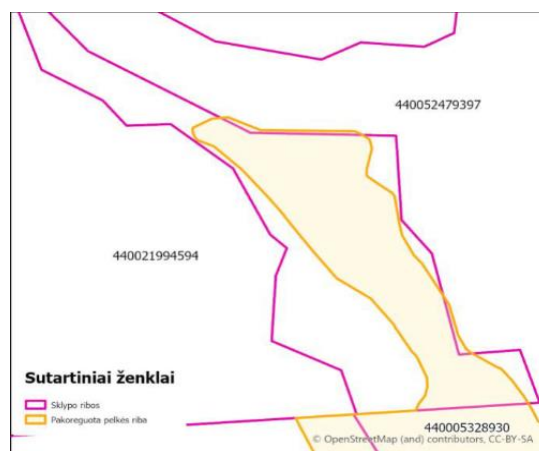 440052479397
440021994594
Sutartiniai ženklai
Sklypo ribos
Pakoreguota pelkės riba
440005328930
© OpenStreetMap (and) contributors, CC-BY-SA